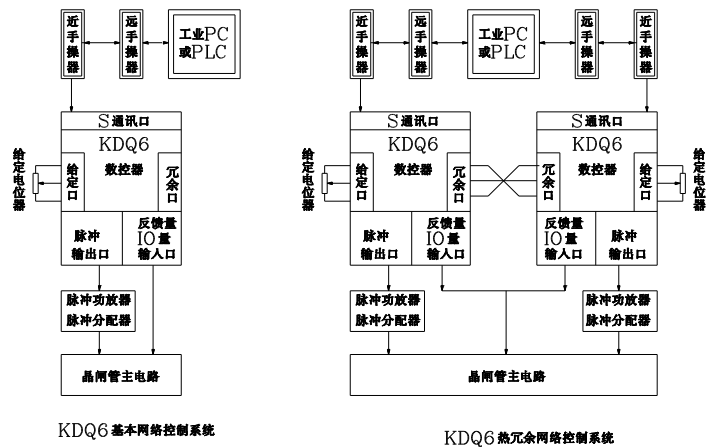 近手操器
远手操器
工业PC
或PLC
S通讯口
KDQ6
数控器
给定电位器
给定口
冗余口
脉冲
输出口
反馈量
IO量
输入口
脉冲功放器
脉冲分配器
晶闸管主电路
KDQ6基本网络控制系统
近手操器
远手操器
工业PC
或PLC
远手操器
近手操器
S通讯口
KDQ6
数控器
给定电位器
给定口
冗余口
脉冲
输出口
反馈量
IO量
输入口
S通讯口
KDQ6
数控器
冗余口
给定口
给定电位器
反馈量
IO量
输入口
脉冲
输出口
脉冲功放器
脉冲分配器
脉冲功放器
脉冲分配器
晶闸管主电路
KDQ6热冗余网络控制系统